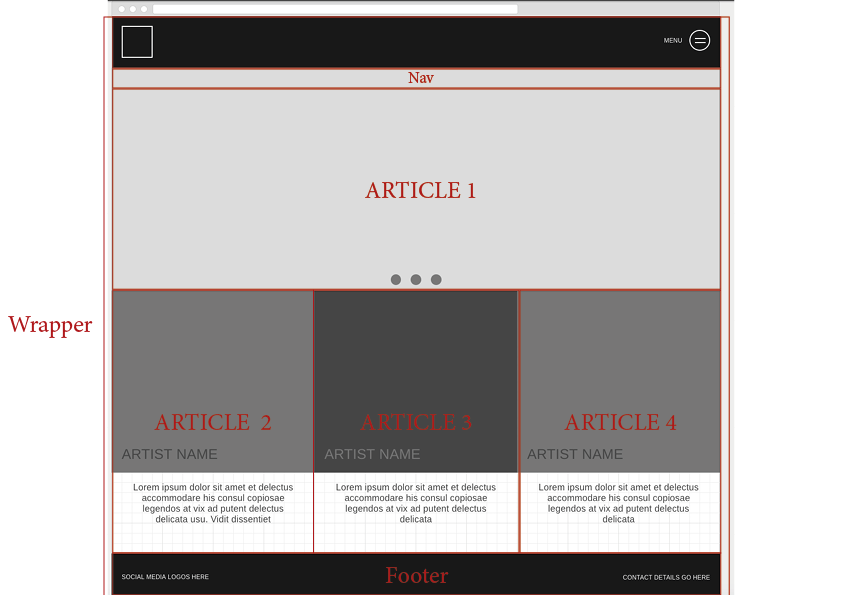 MENU
Nav
ARTICLE 1
Wrapper
ARTICLE 2
ARTIST NAME
Lorem ipsum dolor sit amet et delectus
accommodare his consul copiosae
legendos at vix ad putent delectus
delicata usu. Vidit dissentiet
ARTICLE 3
ARTIST NAME
Lorem ipsum dolor sit amet et delectus
accommodare his consul copiosae
legendos at vix ad putent delectus
delicata
ARTICLE 4
ARTIST NAME
Lorem ipsum dolor sit amet et delectus
accommodare his consul copiosae
legendos at vix ad putent delectus
delicata
SOCIAL MEDIA LOGOS HERE
Footer
CONTACT DETAILS GO HERE